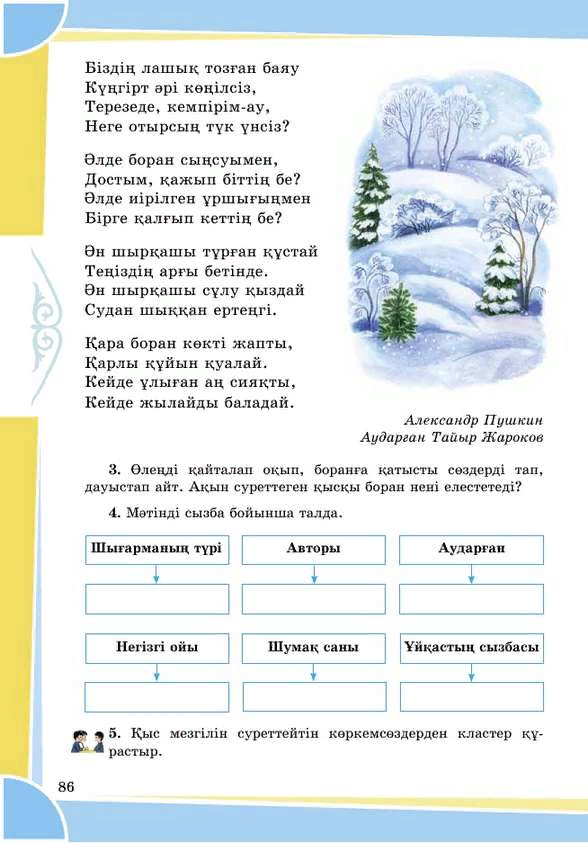 Біздің лашық тозған баяу
Күңгірт әрі көңілсіз,
Терезеде, кемпірім-ау,
Неге отырсың түк үнсіз?
Әлде боран сыңсуымен,
Достым, қажып біттің бе?
Әлде иірілген ұршығыңмен
Бірге қалғып кеттің бе?
Ән шырқашы тұрған құстай
Теңіздің арғы бетінде.
Ән шырқашы сұлу қыздай
Судан шыққан ертеңгі.
Қара боран көкті жапты,
Қарлы құйын қуалай.
Кейде ұлыған аң сияқты,
Кейде жылайды баладай.
Александр Пушкин
Аударған Тайыр Жароков
3. Өлеңді қайталап оқып, боранға қатысты сөздерді тап,
дауыстап айт. Ақын суреттеген қысқы боран нені елестетеді?
4. Мәтінді сызба бойынша талда.
Шығарманың түрі
Авторы
Аударған
Негізгі ойы
Шумақ саны
Ұйқастың сызбасы
5. Қыс мезгілін суреттейтін көркемсөздерден кластер құ-
растыр.
86